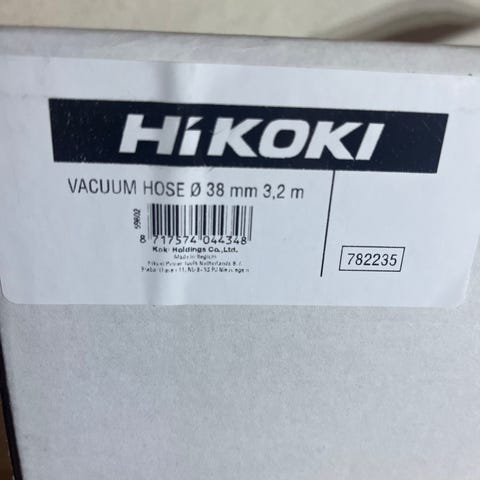 HiKOKI
VACUUM HOSE Ø 38 mm 3,2 m
8 717574 044348
Koki Holdings Co.,Ltd.
Made in Belgium
782235